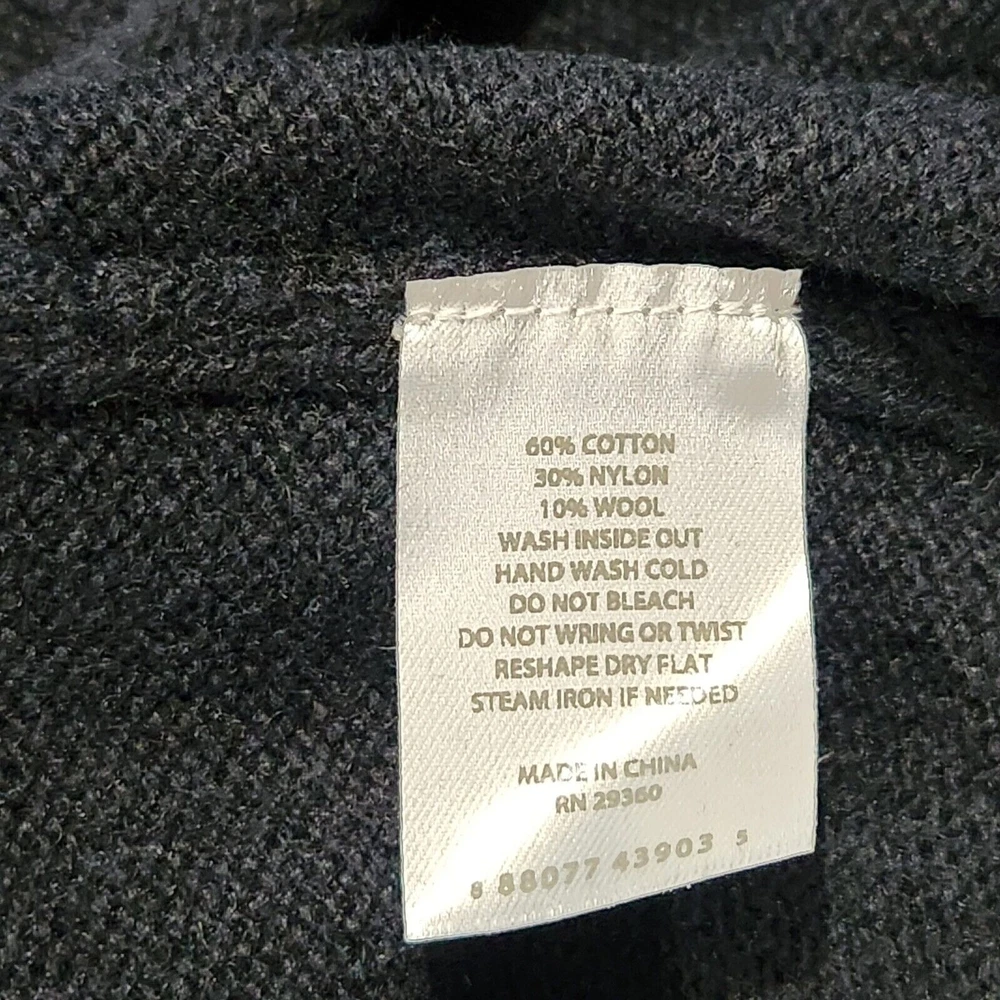 60% COTTON
30% NYLON
10% WOOL
WASH INSIDE OUT
HAND WASH COLD
DO NOT BLEACH
DO NOT WRING OR TWIST
RESHAPE DRY FLAT
STEAM IRON IF NEEDED
MADE IN CHINA
RN 29360
8 88077 43903 5